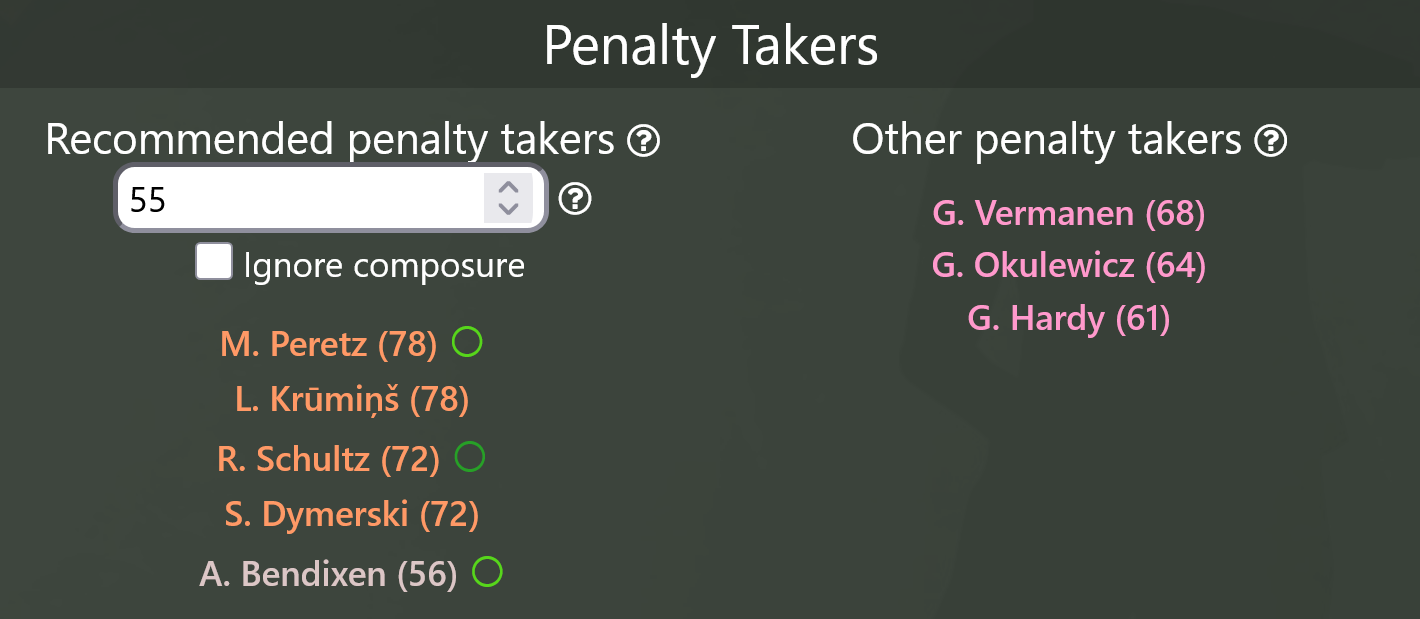 Penalty Takers
Recommended penalty takers
55
Ignore composure
M. Peretz (78)
L. Krūmiņš (78)
R. Schultz (72)
S. Dymerski (72)
A. Bendixen (56)
Other penalty takers
G. Vermanen (68)
G. Okulewicz (64)
G. Hardy (61)